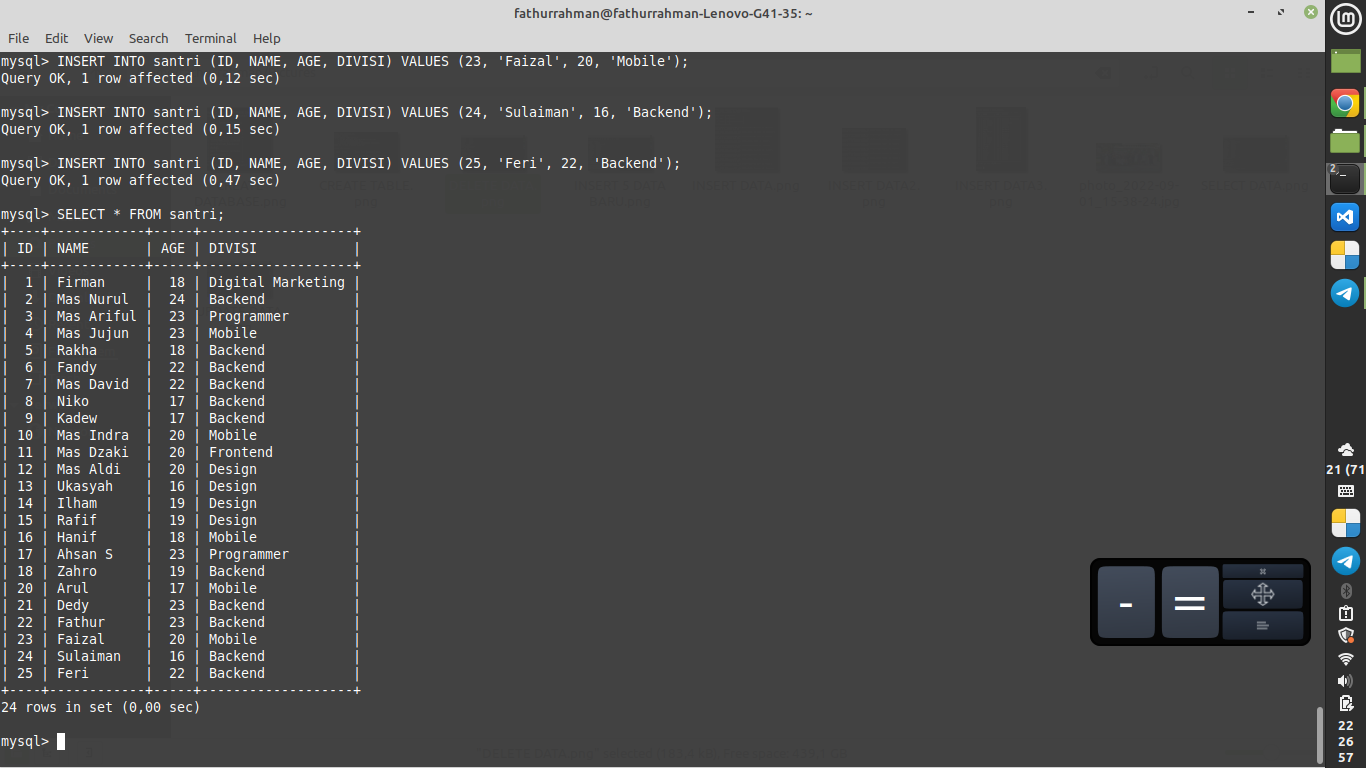 fathurrahman@fathurrahman-Lenovo-G41-35: ~
File Edit View Search Terminal Help
mysql> INSERT INTO santri (ID, NAME, AGE, DIVISI) VALUES (23, 'Faizal', 20, 'Mobile');
Query OK, 1 row affected (0,12 sec)
mysql> INSERT INTO santri (ID, NAME, AGE, DIVISI) VALUES (24, 'Sulaiman', 16, 'Backend');
Query OK, 1 row affected (0,15 sec)
mysql> INSERT INTO santri (ID, NAME, AGE, DIVISI) VALUES (25, 'Feri', 22, 'Backend');
Query OK, 1 row affected (0,47 sec)
mysql> SELECT * FROM santri;
+----+------------+-----+-------------------+
| ID | NAME       | AGE | DIVISI            |
+----+------------+-----+-------------------+
|  1 | Firman     |  18 | Digital Marketing |
|  2 | Mas Nurul  |  24 | Backend           |
|  3 | Mas Ariful |  23 | Programmer        |
|  4 | Mas Jujun  |  23 | Mobile            |
|  5 | Rakha      |  18 | Backend           |
|  6 | Fandy      |  22 | Backend           |
|  7 | Mas David  |  22 | Backend           |
|  8 | Niko       |  17 | Backend           |
|  9 | Kadew      |  17 | Backend           |
| 10 | Mas Indra  |  20 | Mobile            |
| 11 | Mas Dzaki  |  20 | Frontend          |
| 12 | Mas Aldi   |  20 | Design            |
| 13 | Ukasyah    |  16 | Design            |
| 14 | Ilham      |  19 | Design            |
| 15 | Rafif      |  19 | Design            |
| 16 | Hanif      |  18 | Mobile            |
| 17 | Ahsan S    |  23 | Programmer        |
| 18 | Zahro      |  19 | Backend           |
| 20 | Arul       |  17 | Mobile            |
| 21 | Dedy       |  23 | Backend           |
| 22 | Fathur     |  23 | Backend           |
| 23 | Faizal     |  20 | Mobile            |
| 24 | Sulaiman   |  16 | Backend           |
| 25 | Feri       |  22 | Backend           |
+----+------------+-----+-------------------+
24 rows in set (0,00 sec)
mysql>
- =
2
21 (71
22
26
57